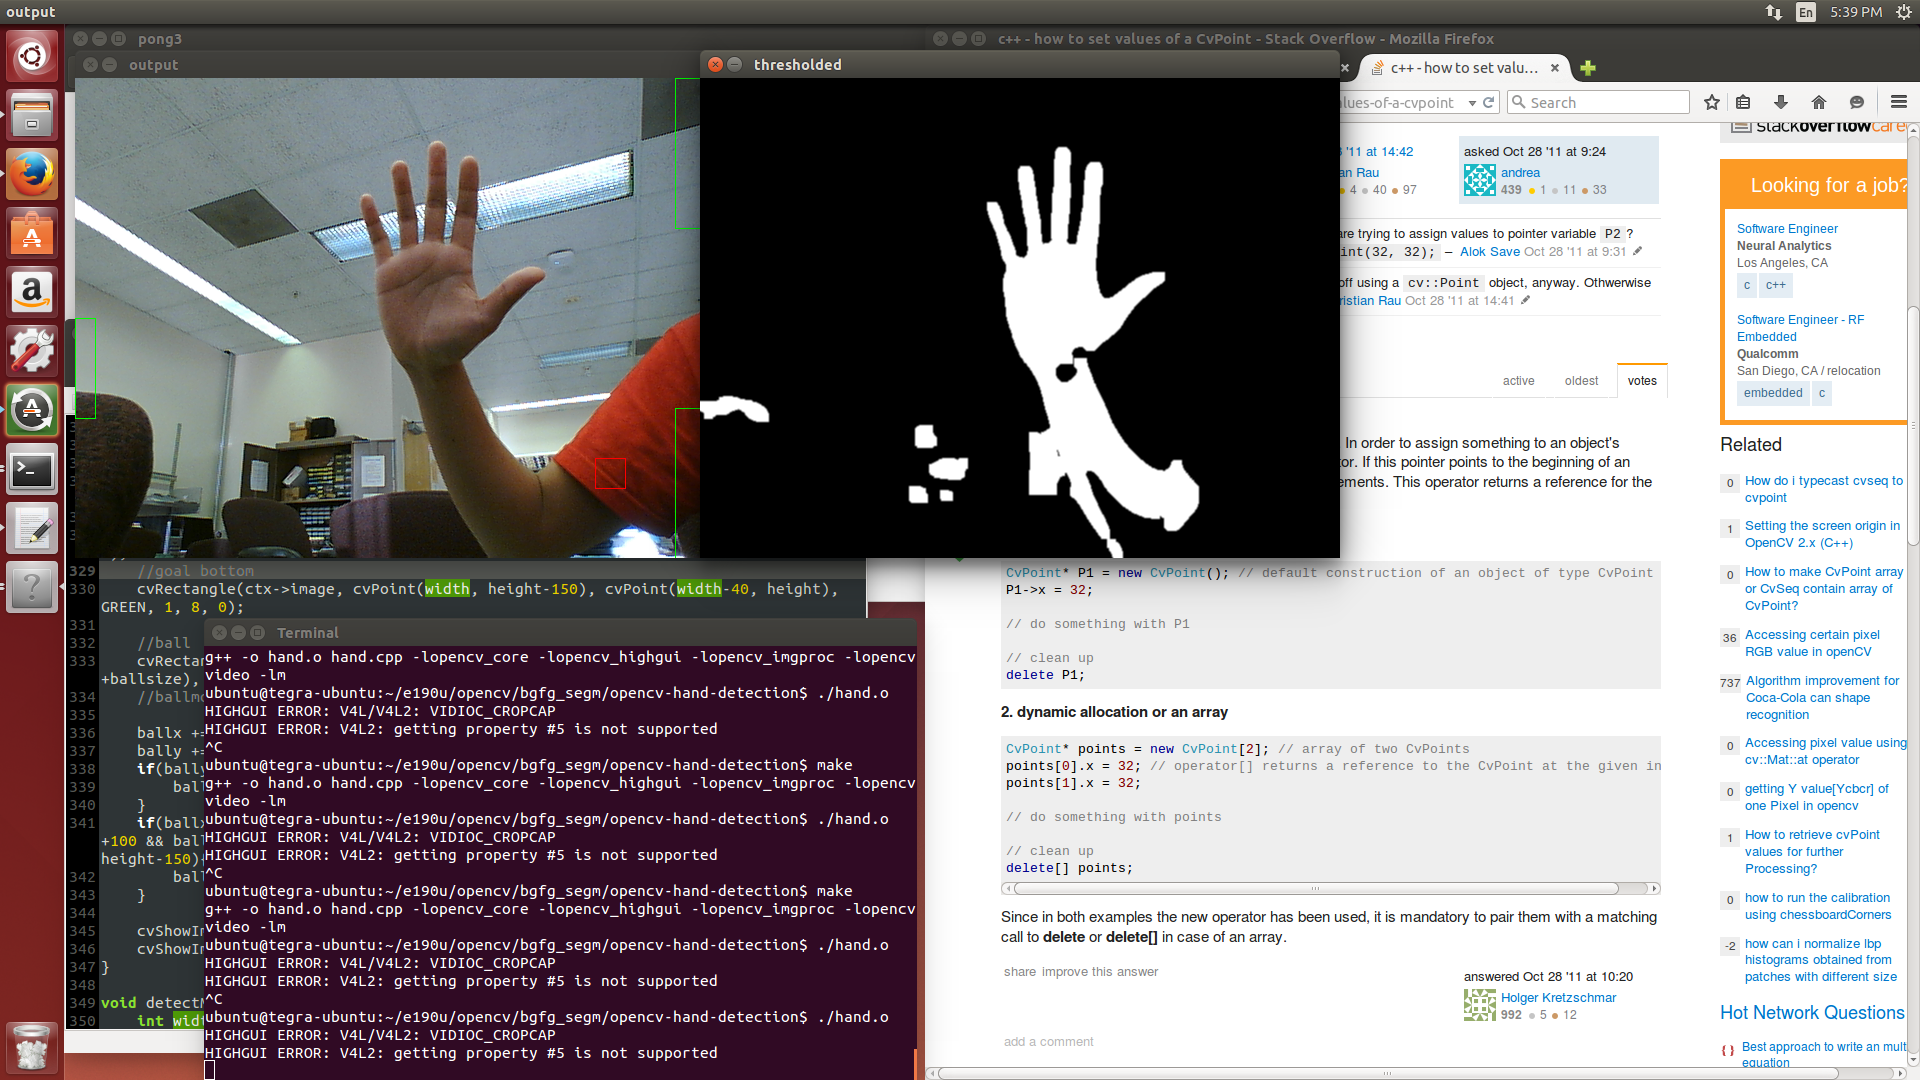 output
En
5:39 PM
pong3
output
thresholded
c++ - how to set values of a CvPoint - Stack Overflow - Mozilla Firefox
c++ - how to set valu...
lues-of-a-cvpoint
Search
'11 at 14:42
an Rau
4 40 97
asked Oct 28 '11 at 9:24
andrea
439 1 11 33
are trying to assign values to pointer variable P2 ?
int(32, 32); – Alok Save Oct 28 '11 at 9:31
off using a cv::Point object, anyway. Othwerwise
ristian Rau Oct 28 '11 at 14:41
active oldest votes
In order to assign something to an object's
tor. If this pointer points to the beginning of an
ements. This operator returns a reference for the
CvPoint* P1 = new CvPoint(); // default construction of an object of type CvPoint
P1->x = 32;
// do something with P1
// clean up
delete P1;
2. dynamic allocation or an array
CvPoint* points = new CvPoint[2]; // array of two CvPoints
points[0].x = 32; // operator[] returns a reference to the CvPoint at the given in
points[1].x = 32;
// do something with points
// clean up
delete[] points;
Since in both examples the new operator has been used, it is mandatory to pair them with a matching
call to delete or delete[] in case of an array.
share improve this answer
answered Oct 28 '11 at 10:20
Holger Kretzschmar
992 5 12
add a comment
stackoverflowcare
Looking for a job?
Software Engineer
Neural Analytics
Los Angeles, CA
c c++
Software Engineer - RF
Embedded
Qualcomm
San Diego, CA / relocation
embedded c
Related
0 How do i typecast cvseq to
cvpoint
1 Setting the screen origin in
OpenCV 2.x (C++)
0 How to make CvPoint array
or CvSeq contain array of
CvPoint?
36 Accessing certain pixel
RGB value in openCV
737 Algorithm improvement for
Coca-Cola can shape
recognition
0 Accessing pixel value using
cv::Mat::at operator
0 getting Y value[Ycbcr] of
one Pixel in opencv
1 How to retrieve cvPoint
values for further
Processing?
0 how to run the calibration
using chessboardCorners
-2 how can i normalize lbp
histograms obtained from
patches with different size
Hot Network Questions
Best approach to write an mult
equation
329 //goal bottom
330 cvRectangle(ctx->image, cvPoint(width, height-150), cvPoint(width-40, height),
GREEN, 1, 8, 0);
331
332 //ball
333 cvRectan
+ballsize),
334 //ballmo
335
336 ballx +=
337 bally +=
338 if(bally
339 bal
340 }
341 if(ballx
+100 && ball
height-150)
342 bal
343 }
344
345 cvShowIm
346 cvShowIm
347 }
348
349 void detectM
350 int widt
Terminal
g++ -o hand.o hand.cpp -lopencv_core -lopencv_highgui -lopencv_imgproc -lopencv_
video -lm
ubuntu@tegra-ubuntu:~/e190u/opencv/bgfg_segm/opencv-hand-detection$ ./hand.o
HIGHGUI ERROR: V4L/V4L2: VIDIOC_CROPCAP
HIGHGUI ERROR: V4L2: getting property #5 is not supported
^C
ubuntu@tegra-ubuntu:~/e190u/opencv/bgfg_segm/opencv-hand-detection$ make
g++ -o hand.o hand.cpp -lopencv_core -lopencv_highgui -lopencv_imgproc -lopencv_
video -lm
ubuntu@tegra-ubuntu:~/e190u/opencv/bgfg_segm/opencv-hand-detection$ ./hand.o
HIGHGUI ERROR: V4L/V4L2: VIDIOC_CROPCAP
HIGHGUI ERROR: V4L2: getting property #5 is not supported
^C
ubuntu@tegra-ubuntu:~/e190u/opencv/bgfg_segm/opencv-hand-detection$ make
g++ -o hand.o hand.cpp -lopencv_core -lopencv_highgui -lopencv_imgproc -lopencv_
video -lm
ubuntu@tegra-ubuntu:~/e190u/opencv/bgfg_segm/opencv-hand-detection$ ./hand.o
HIGHGUI ERROR: V4L/V4L2: VIDIOC_CROPCAP
HIGHGUI ERROR: V4L2: getting property #5 is not supported
^C
ubuntu@tegra-ubuntu:~/e190u/opencv/bgfg_segm/opencv-hand-detection$ ./hand.o
HIGHGUI ERROR: V4L/V4L2: VIDIOC_CROPCAP
HIGHGUI ERROR: V4L2: getting property #5 is not supported